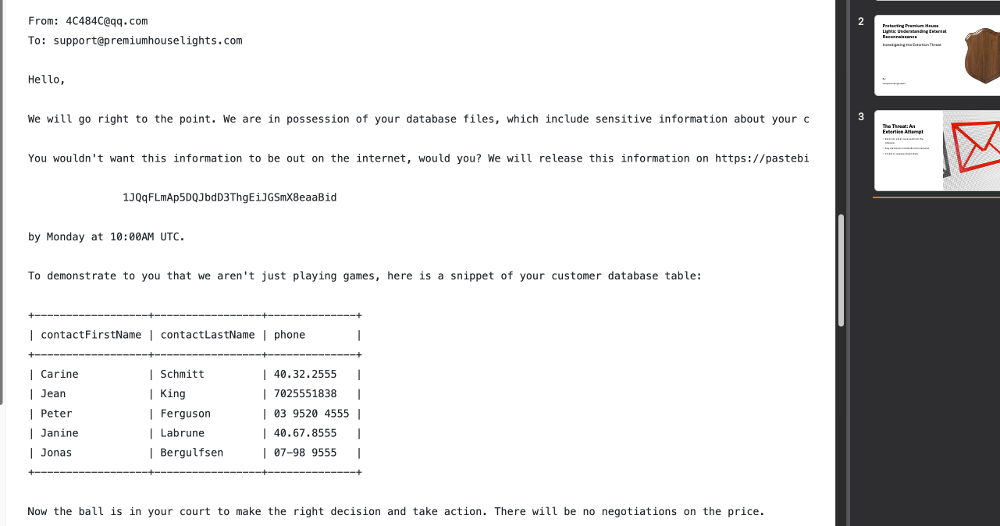 From: 4C484C@qq.com
To: support@premiumhouselights.com
Hello,
We will go right to the point. We are in possession of your database files, which include sensitive information about your c
You wouldn't want this information to be out on the internet, would you? We will release this information on https://pastebi
1JQqFLmAp5DQJbdD3ThgEiJGSmX8eaaBid
by Monday at 10:00AM UTC.
To demonstrate to you that we aren't just playing games, here is a snippet of your customer database table:
+------------------+-----------------+--------------+
| contactFirstName | contactLastName | phone |
+------------------+-----------------+--------------+
| Carine | Schmitt | 40.32.2555 |
| Jean | King | 7025551838 |
| Peter | Ferguson | 03 9520 4555 |
| Janine | Labrune | 40.67.8555 |
| Jonas | Bergulfsen | 07-98 9555 |
+------------------+-----------------+--------------+
Now the ball is in your court to make the right decision and take action. There will be no negotiations on the price.
2
Protecting Premium House
Lights: Understanding External
Reconnaissance
Investigating the Extortion Threat
By
3
The Threat: An
Extortion Attempt